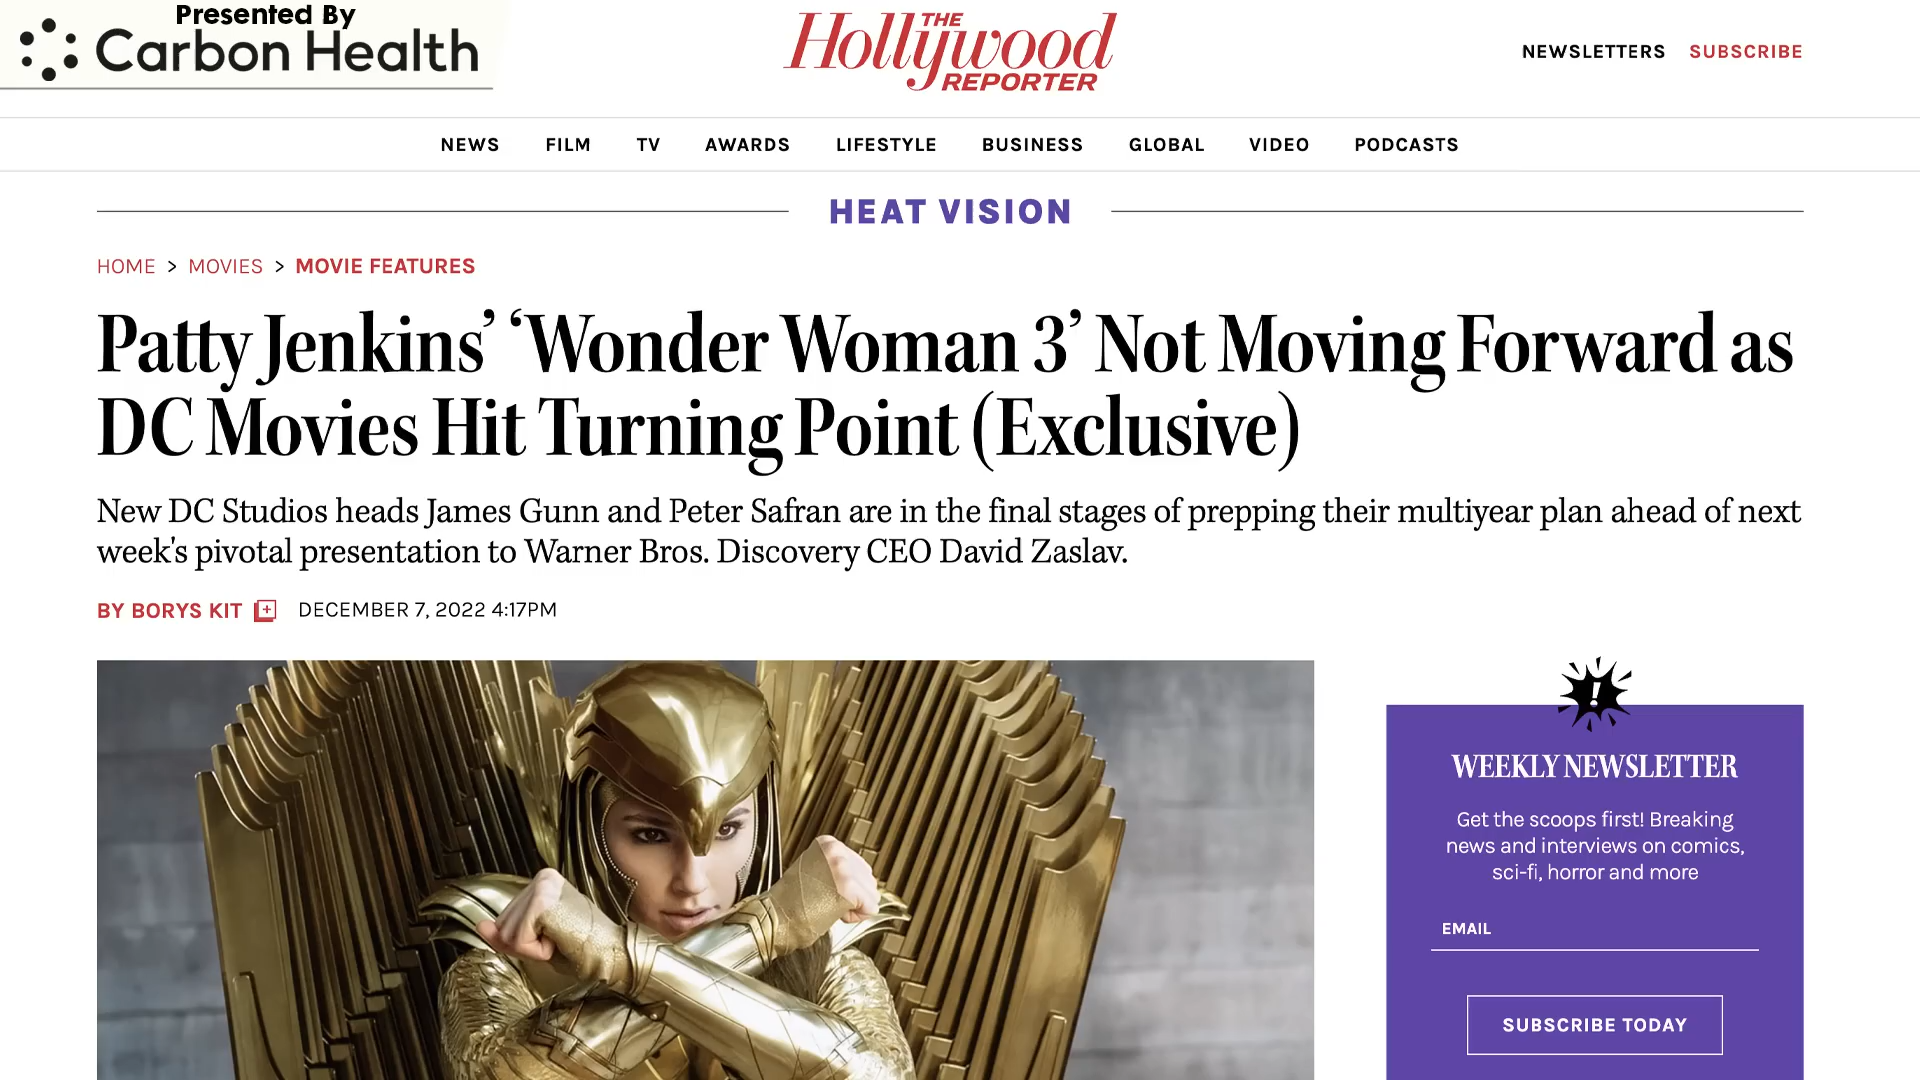 Presented By
Carbon Health
THE
Hollywood
REPORTER
NEWSLETTERS SUBSCRIBE
NEWS FILM TV AWARDS LIFESTYLE BUSINESS GLOBAL VIDEO PODCASTS
HEAT VISION
HOME > MOVIES > MOVIE FEATURES
Patty Jenkins’ ‘Wonder Woman 3’ Not Moving Forward as
DC Movies Hit Turning Point (Exclusive)
New DC Studios heads James Gunn and Peter Safran are in the final stages of prepping their multiyear plan ahead of next
week's pivotal presentation to Warner Bros. Discovery CEO David Zaslav.
BY BORYS KIT DECEMBER 7, 2022 4:17PM
!
WEEKLY NEWSLETTER
Get the scoops first! Breaking
news and interviews on comics,
sci-fi, horror and more
EMAIL
SUBSCRIBE TODAY